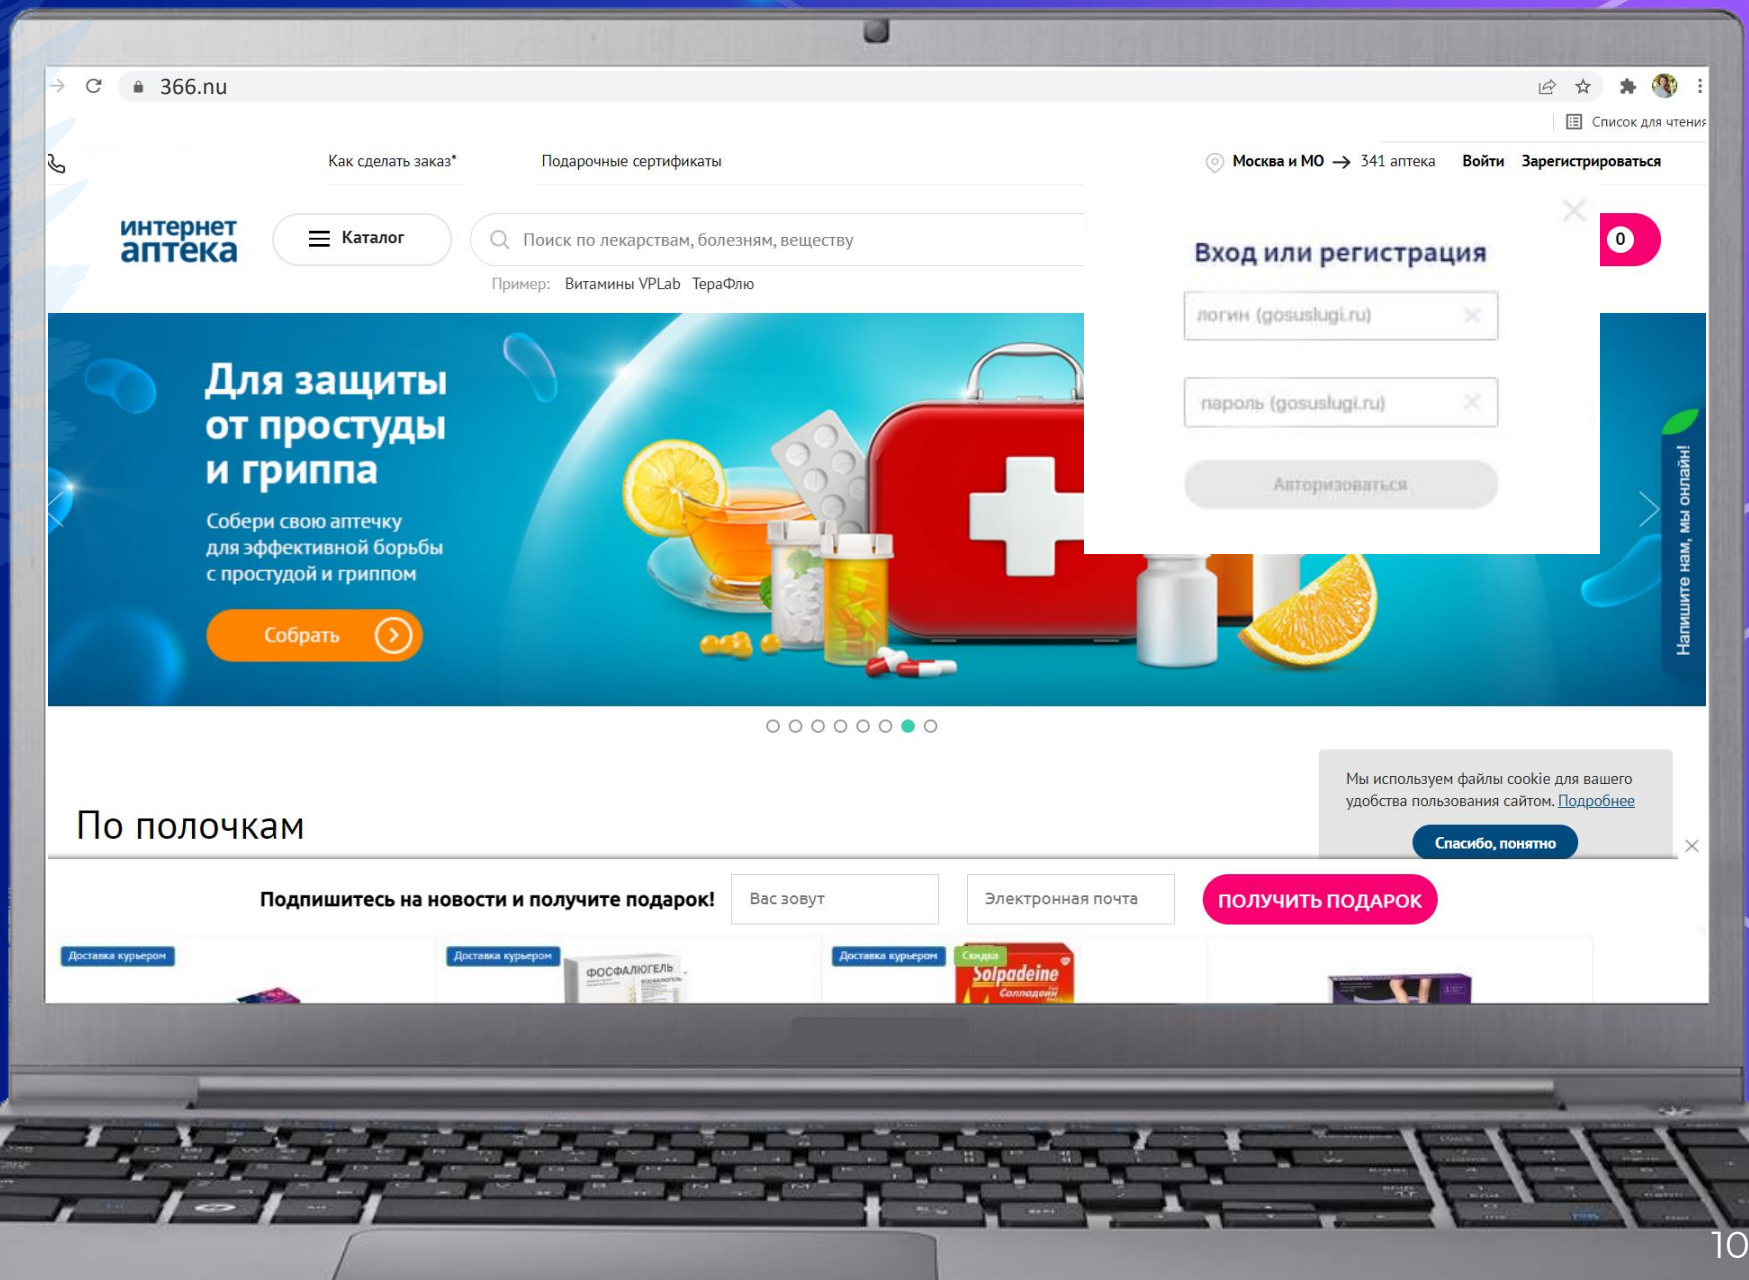 366.nu
Список для чтения
Как сделать заказ*
Подарочные сертификаты
Москва и МО → 341 аптека
Войти
Зарегистрироваться
интернет
аптека
Каталог
Поиск по лекарствам, болезням, веществу
0
Пример: Витамины VPLab ТераФлю
Вход или регистрация
логин (gosuslugi.ru)
пароль (gosuslugi.ru)
Авторизоваться
Для защиты
от простуды
и гриппа
Собери свою аптечку
для эффективной борьбы
с простудой и гриппом
Собрать
Напишите нам, мы онлайн!
Мы используем файлы cookie для вашего
удобства пользования сайтом. Подробнее
Спасибо, понятно
По полочкам
Подпишитесь на новости и получите подарок!
Вас зовут
Электронная почта
ПОЛУЧИТЬ ПОДАРОК
Доставка курьером
Доставка курьером
ФОСФАЛЮГЕЛЬ
Доставка курьером
Скидка
Solpadeine
Солпадеин
10